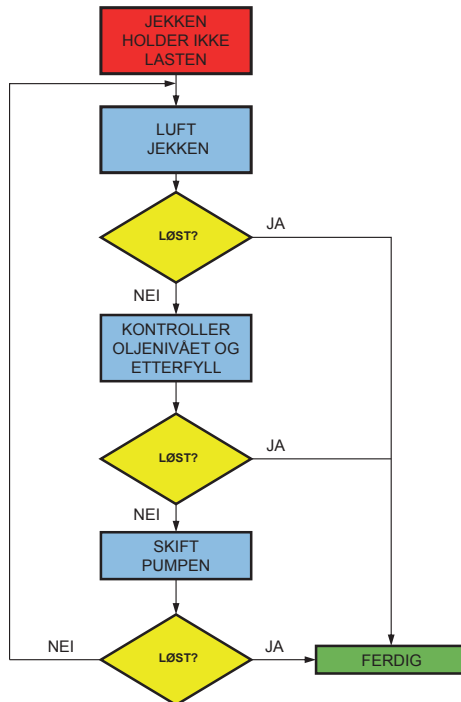 JEKKEN
HOLDER IKKE
LASTEN
LUFT
JEKKEN
LØST?
JA
NEI
KONTROLLER
OLJENIVÅET OG
ETTERFYLL
LØST?
JA
NEI
SKIFT
PUMPEN
NEI
LØST?
JA
FERDIG